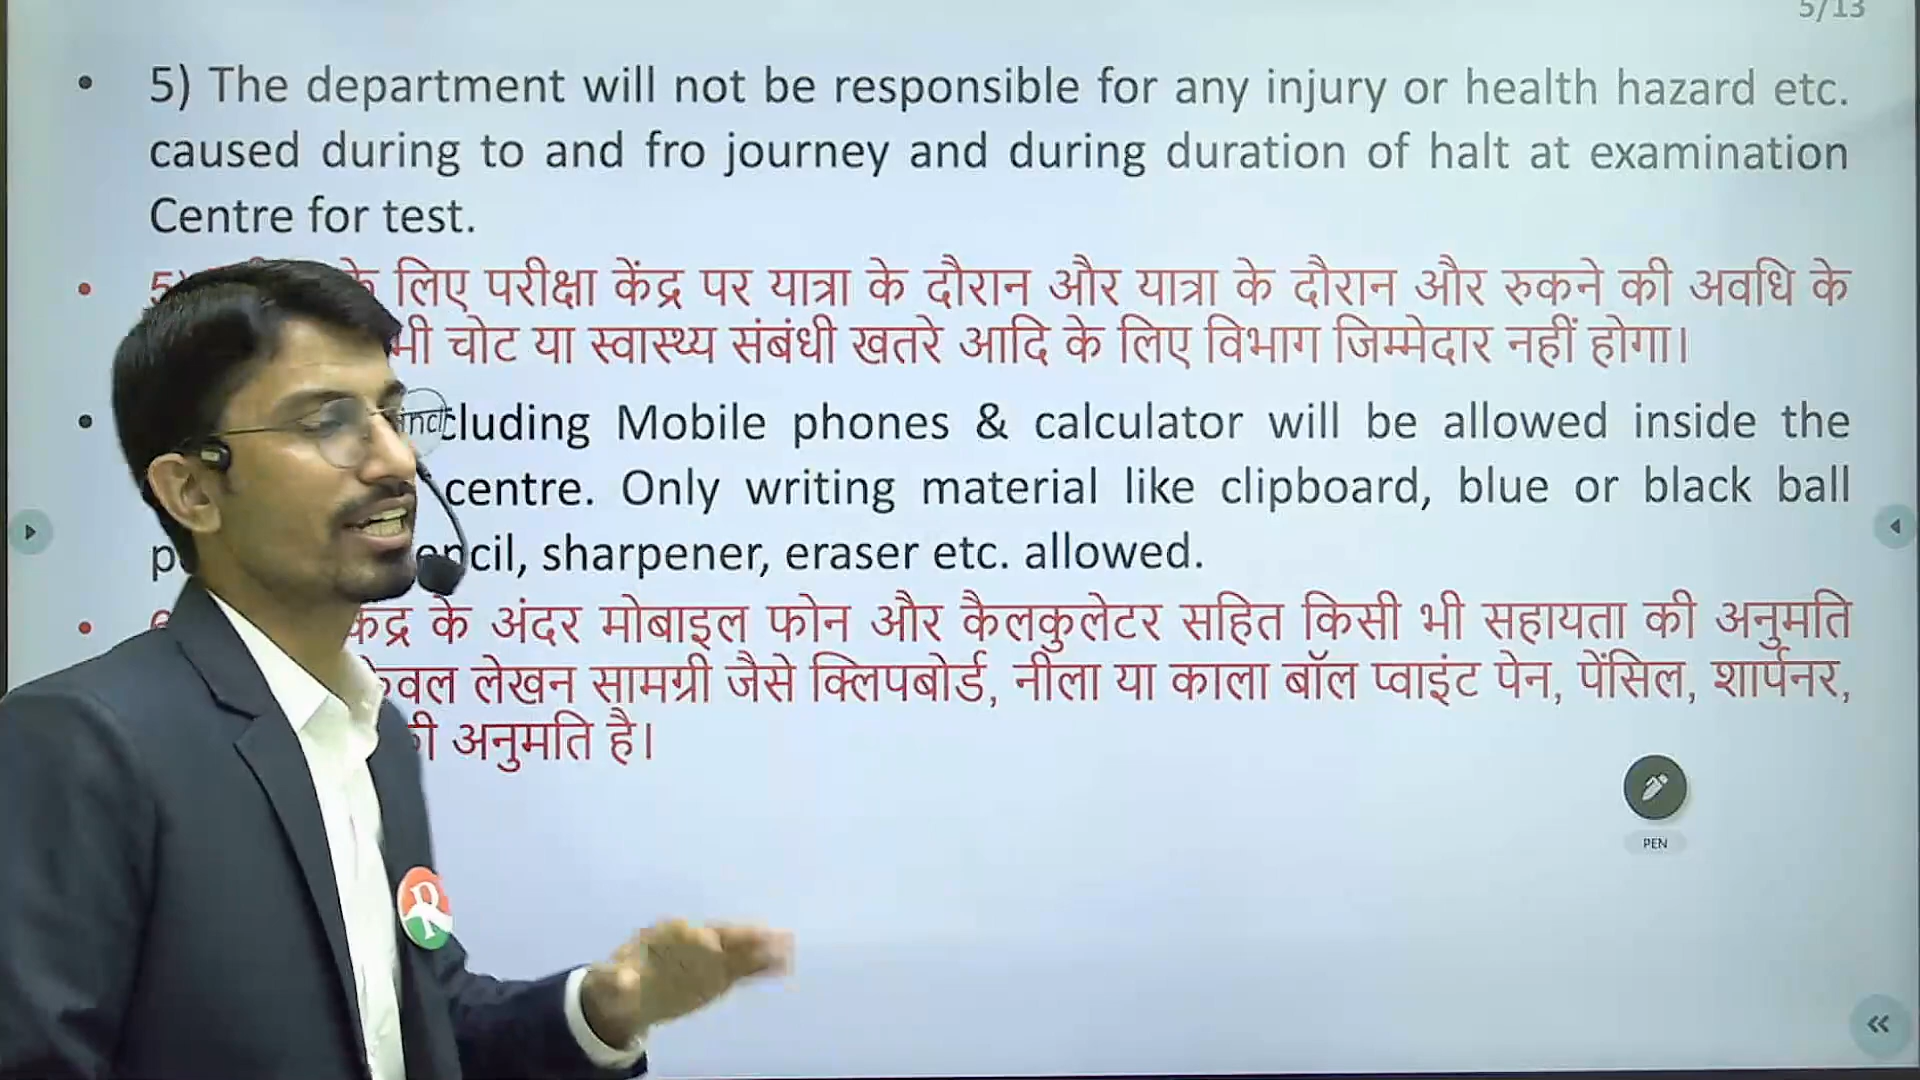 5/13
• 5) The department will not be responsible for any injury or health hazard etc.
caused during to and fro journey and during duration of halt at examination
Centre for test.
• के लिए परीक्षा केंद्र पर यात्रा के दौरान और यात्रा के दौरान और रुकने की अवधि के
भी चोट या स्वास्थ्य संबंधी खतरे आदि के लिए विभाग जिम्मेदार नहीं होगा।
• including Mobile phones & calculator will be allowed inside the
centre. Only writing material like clipboard, blue or black ball
sharpener, eraser etc. allowed.
• के अंदर मोबाइल फोन और कैलकुलेटर सहित किसी भी सहायता की अनुमति
लेखन सामग्री जैसे क्लिपबोर्ड, नीला या काला बॉल प्वाइंट पेन, पेंसिल, शार्पनर,
अनुमति है।
PEN
R